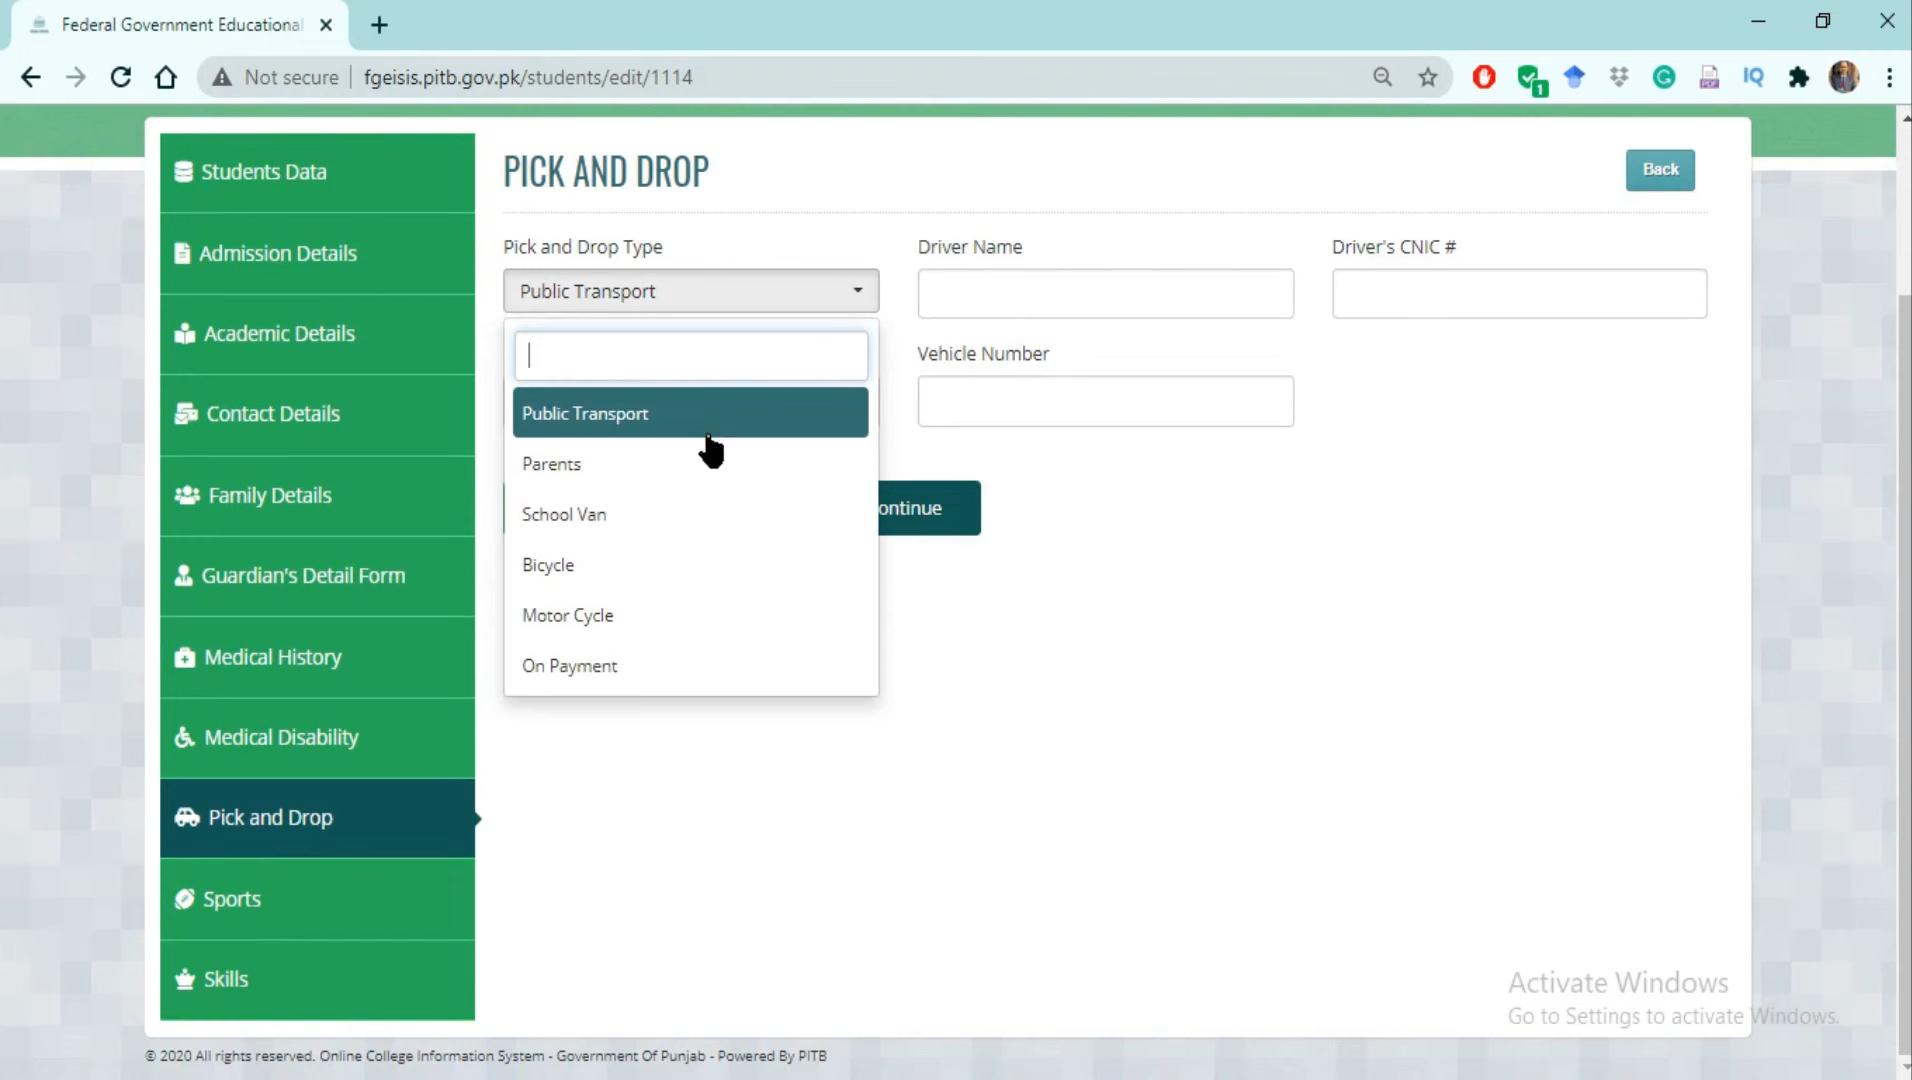 Federal Government Educational
Not secure
fgeisis.pitb.gov.pk/students/edit/1114
1
IQ
Students Data
Admission Details
Academic Details
Contact Details
Family Details
Guardian's Detail Form
Medical History
Medical Disability
Pick and Drop
Sports
Skills
PICK AND DROP
Back
Pick and Drop Type
Driver Name
Driver's CNIC #
Public Transport
Vehicle Number
Public Transport
Parents
School Van
Bicycle
Motor Cycle
On Payment
ontinue
Activate Windows
Go to Settings to activate Windows.
© 2020 All rights reserved. Online College Information System - Government Of Punjab - Powered By PITB